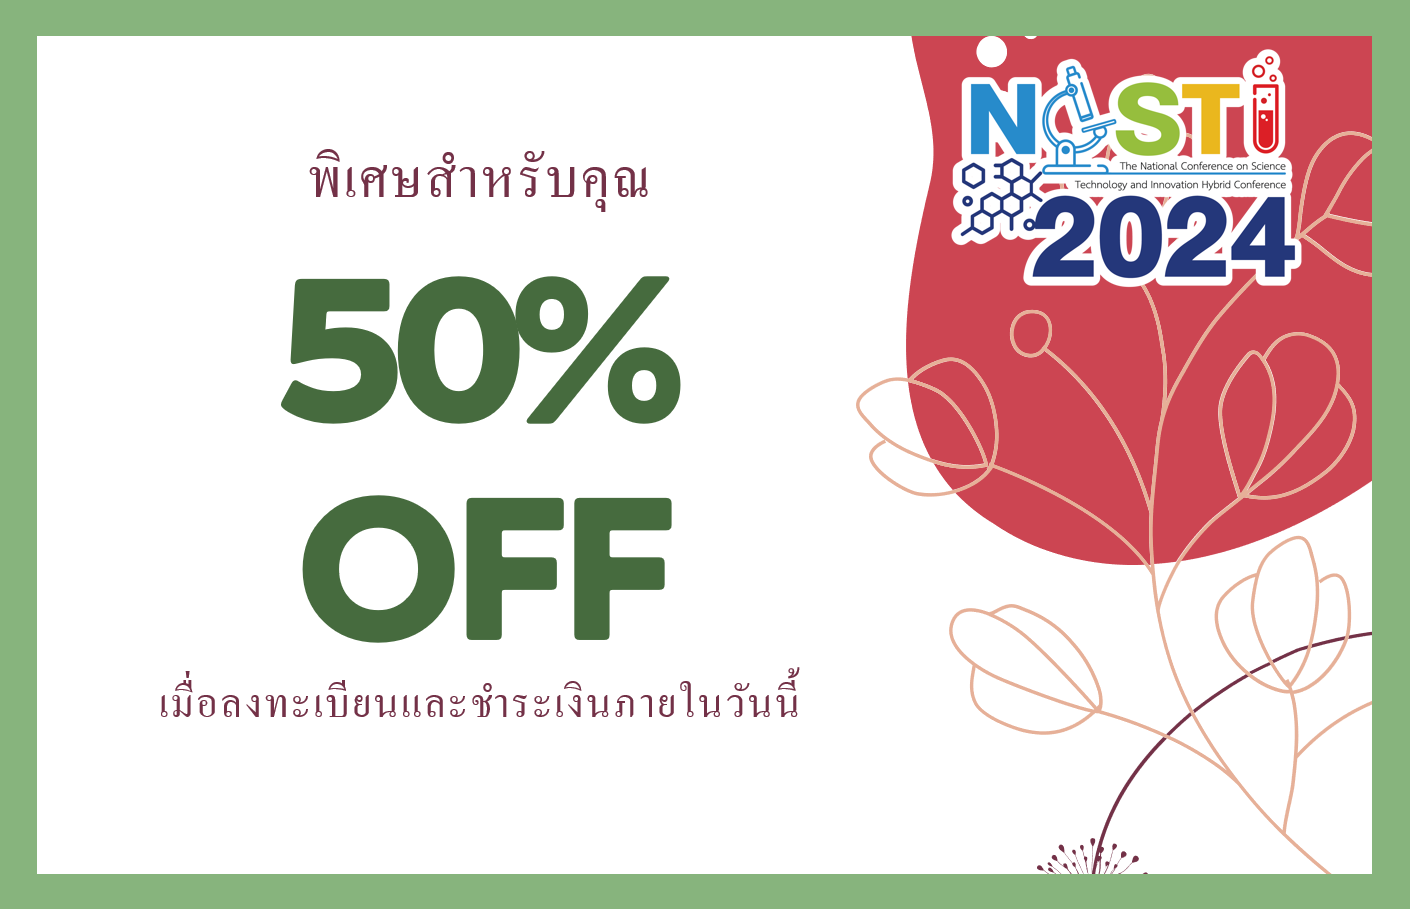 พิเศษสำหรับคุณ
50%
OFF
เมื่อลงทะเบียนและชำระเงินภายในวันนี้
NCSTI
The National Conference on Science
Technology and Innovation Hybrid Conference
2024